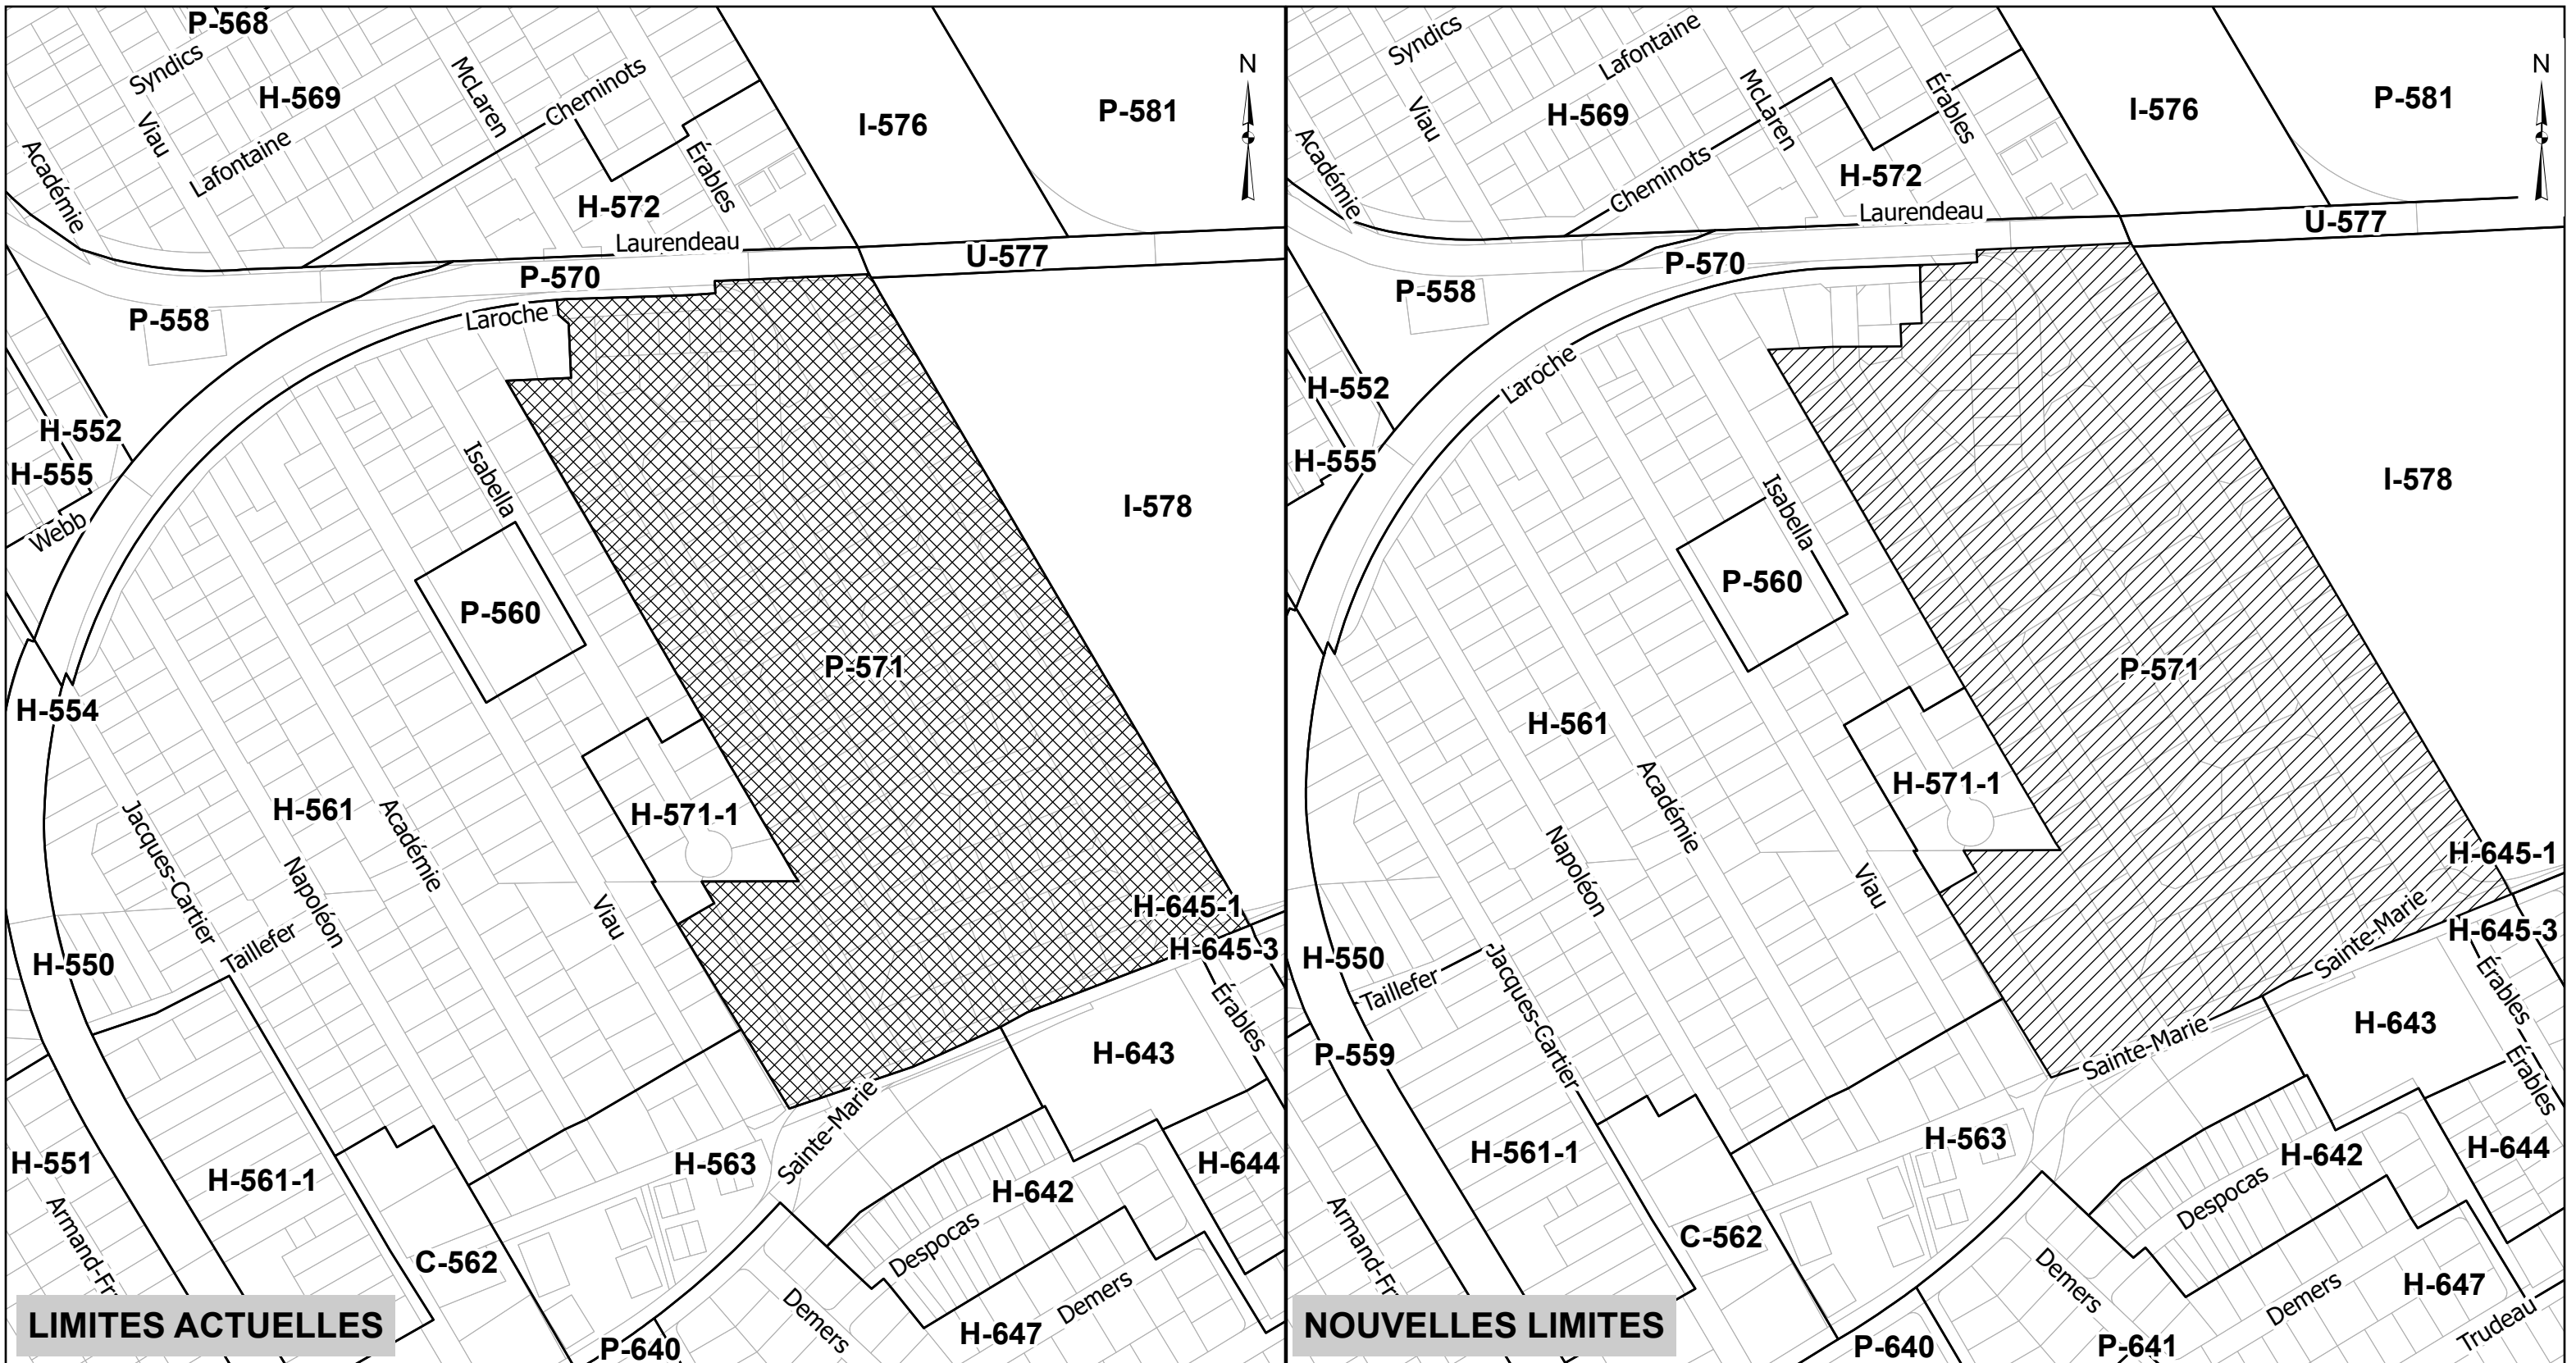 P-568
Syndics
H-569
Viau
Lafontaine
McLaren
Cheminots
Académie
Érables
H-572
Laurendeau
I-576
P-581
N
U-577
P-570
P-558
Laroche
H-552
H-555
Webb
Isabella
P-560
I-578
P-571
H-554
H-561
Académie
Jacques-Cartier
Napoléon
H-571-1
Viau
H-645-1
H-645-3
Taillefer
H-550
Érables
H-643
H-551
H-561-1
H-563
Sainte-Marie
H-644
H-642
Armand-Fr
C-562
Despocas
Demers
Demers
H-647
P-640
LIMITES ACTUELLES
Syndics
Lafontaine
Viau
H-569
McLaren
Érables
Académie
Cheminots
H-572
Laurendeau
I-576
P-581
N
U-577
P-570
P-558
Laroche
H-552
H-555
Isabella
P-560
I-578
P-571
H-561
Académie
Napoléon
H-571-1
Viau
H-645-1
Sainte-Marie
H-645-3
H-550
Taillefer
Jacques-Cartier
Érables
H-643
Sainte-Marie
P-559
Érables
H-561-1
H-563
H-642
H-644
Armand-Fr
C-562
Despocas
Demers
Demers
H-647
Trudeau
P-640
P-641
NOUVELLES LIMITES